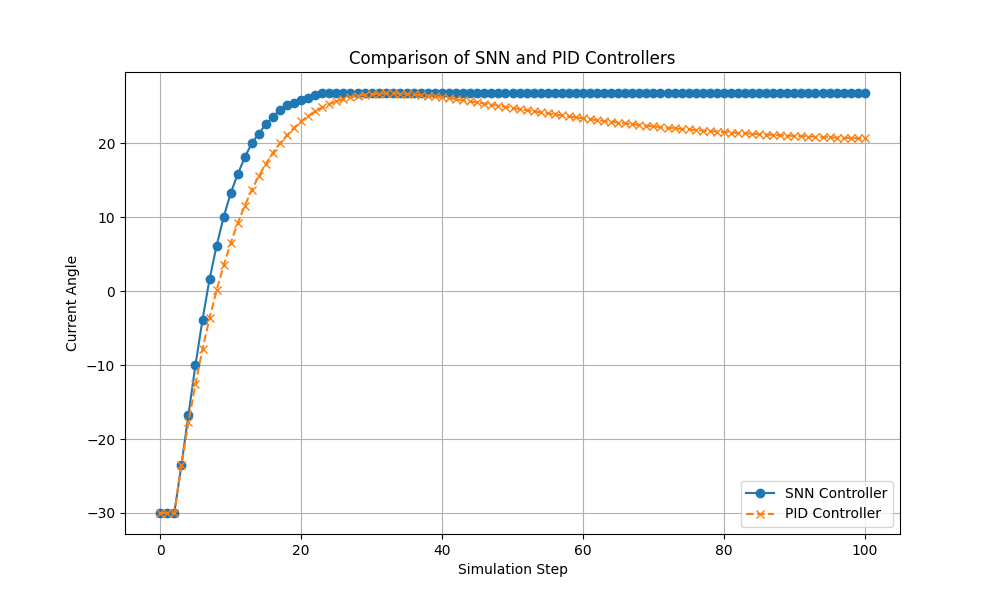 Comparison of SNN and PID Controllers
20
10
0
−10
−20
−30
Current Angle
SNN Controller
PID Controller
0 20 40 60 80 100
Simulation Step